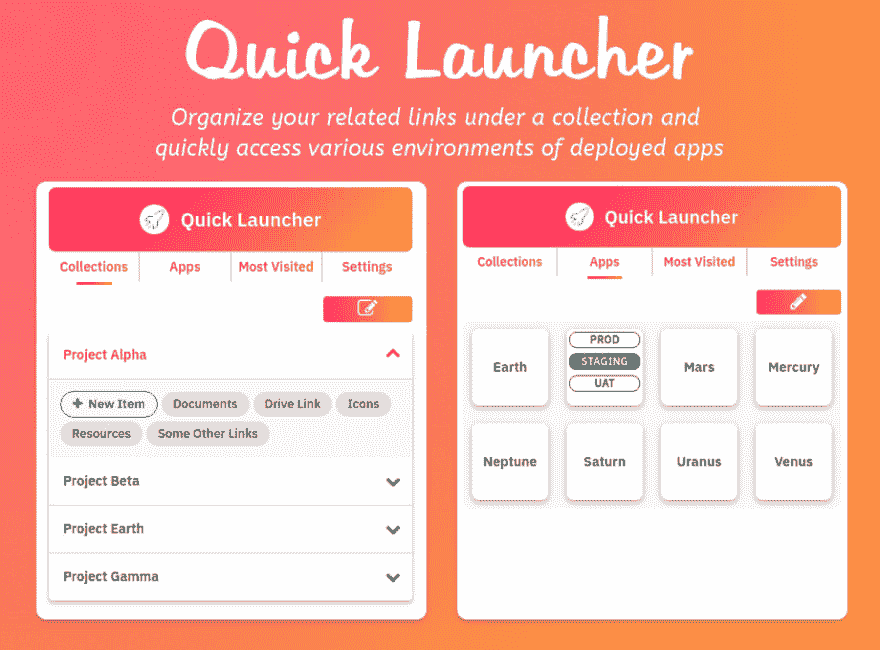 Quick Launcher
Organize your related links under a collection and
quickly access various environments of deployed apps
Quick Launcher
Collections Apps Most Visited Settings
Project Alpha
+ New Item Documents Drive Link Icons
Resources Some Other Links
Project Beta
Project Earth
Project Gamma
Quick Launcher
Collections Apps Most Visited Settings
PROD
STAGING
UAT
Earth Mars Mercury
Neptune Saturn Uranus Venus